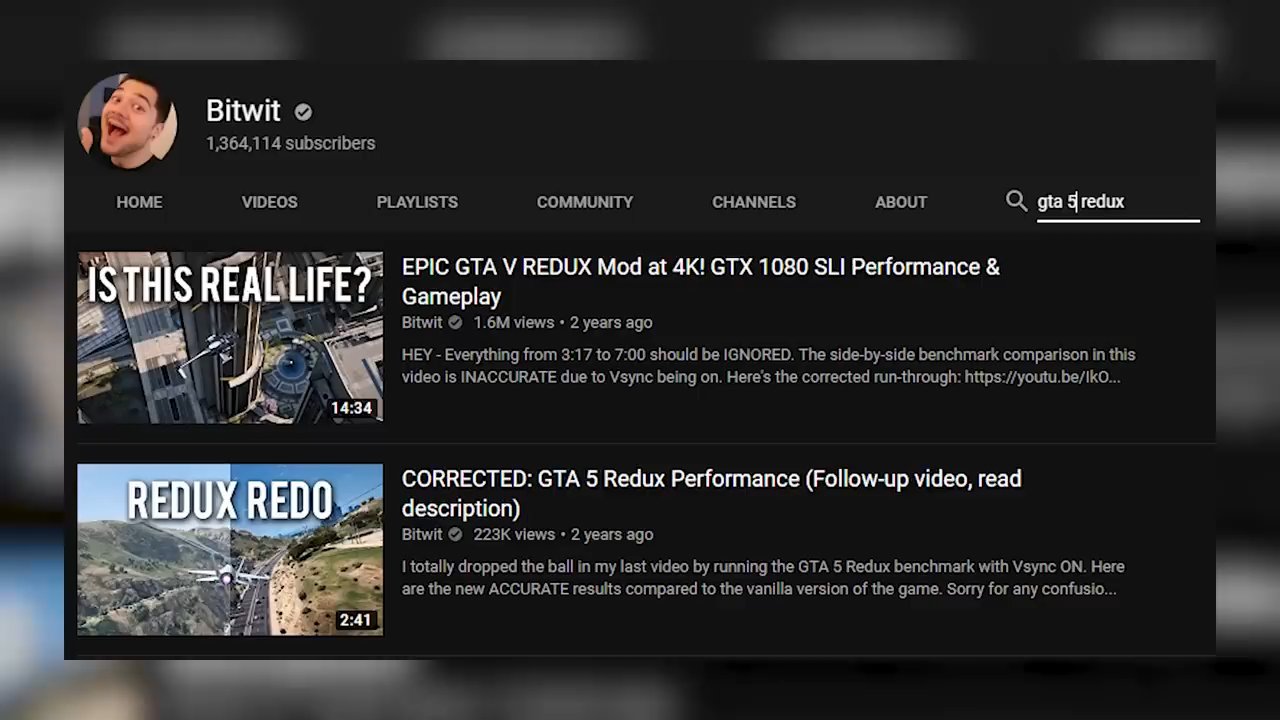 Bitwit
1,364,114 subscribers
HOME VIDEOS PLAYLISTS COMMUNITY CHANNELS ABOUT gta 5 redux
IS THIS REAL LIFE?
14:34
EPIC GTA V REDUX Mod at 4K! GTX 1080 SLI Performance &
Gameplay
Bitwit 1.6M views • 2 years ago
HEY - Everything from 3:17 to 7:00 should be IGNORED. The side-by-side benchmark comparison in this
video is INACCURATE due to Vsync being on. Here's the corrected run-through: https://youtu.be/IkO...
REDUX REDO
2:41
CORRECTED: GTA 5 Redux Performance (Follow-up video, read
description)
Bitwit 223K views • 2 years ago
I totally dropped the ball in my last video by running the GTA 5 Redux benchmark with Vsync ON. Here
are the new ACCURATE results compared to the vanilla version of the game. Sorry for any confusio...